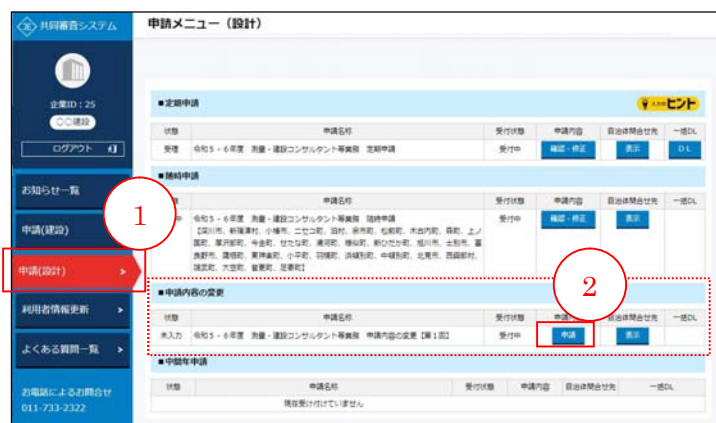 共同審査システム
申請メニュー（設計）
企業ID：25
〇〇建設
ログアウト
お知らせ一覧
申請(建設)
申請(設計)
利用者情報更新
よくある質問一覧
お電話によるお問合せ
011-733-2322
■定期申請
ヒント
状態 申請名称 受付状態 申請内容 自治体問合せ先 一括DL
受理 令和5・6年度 測量・建設コンサルタント等業務 定期申請 受付中 確認・修正 表示 DL
■随時申請
申請名称 受付状態 申請内容 自治体問合せ先 一括DL
中 令和5・6年度 測量・建設コンサルタント等業務 随時申請 受付中 確認・修正 表示
1
■申請内容の変更
2
状態 申請名称 受付状態 自治体問合せ先 一括DL
未入力 令和5・6年度 測量・建設コンサルタント等業務 申請内容の変更【第1回】 受付中 申請 表示
■中間年申請
状態 申請名称 受付状態 申請内容 自治体問合せ先 一括DL
現在受け付けていません